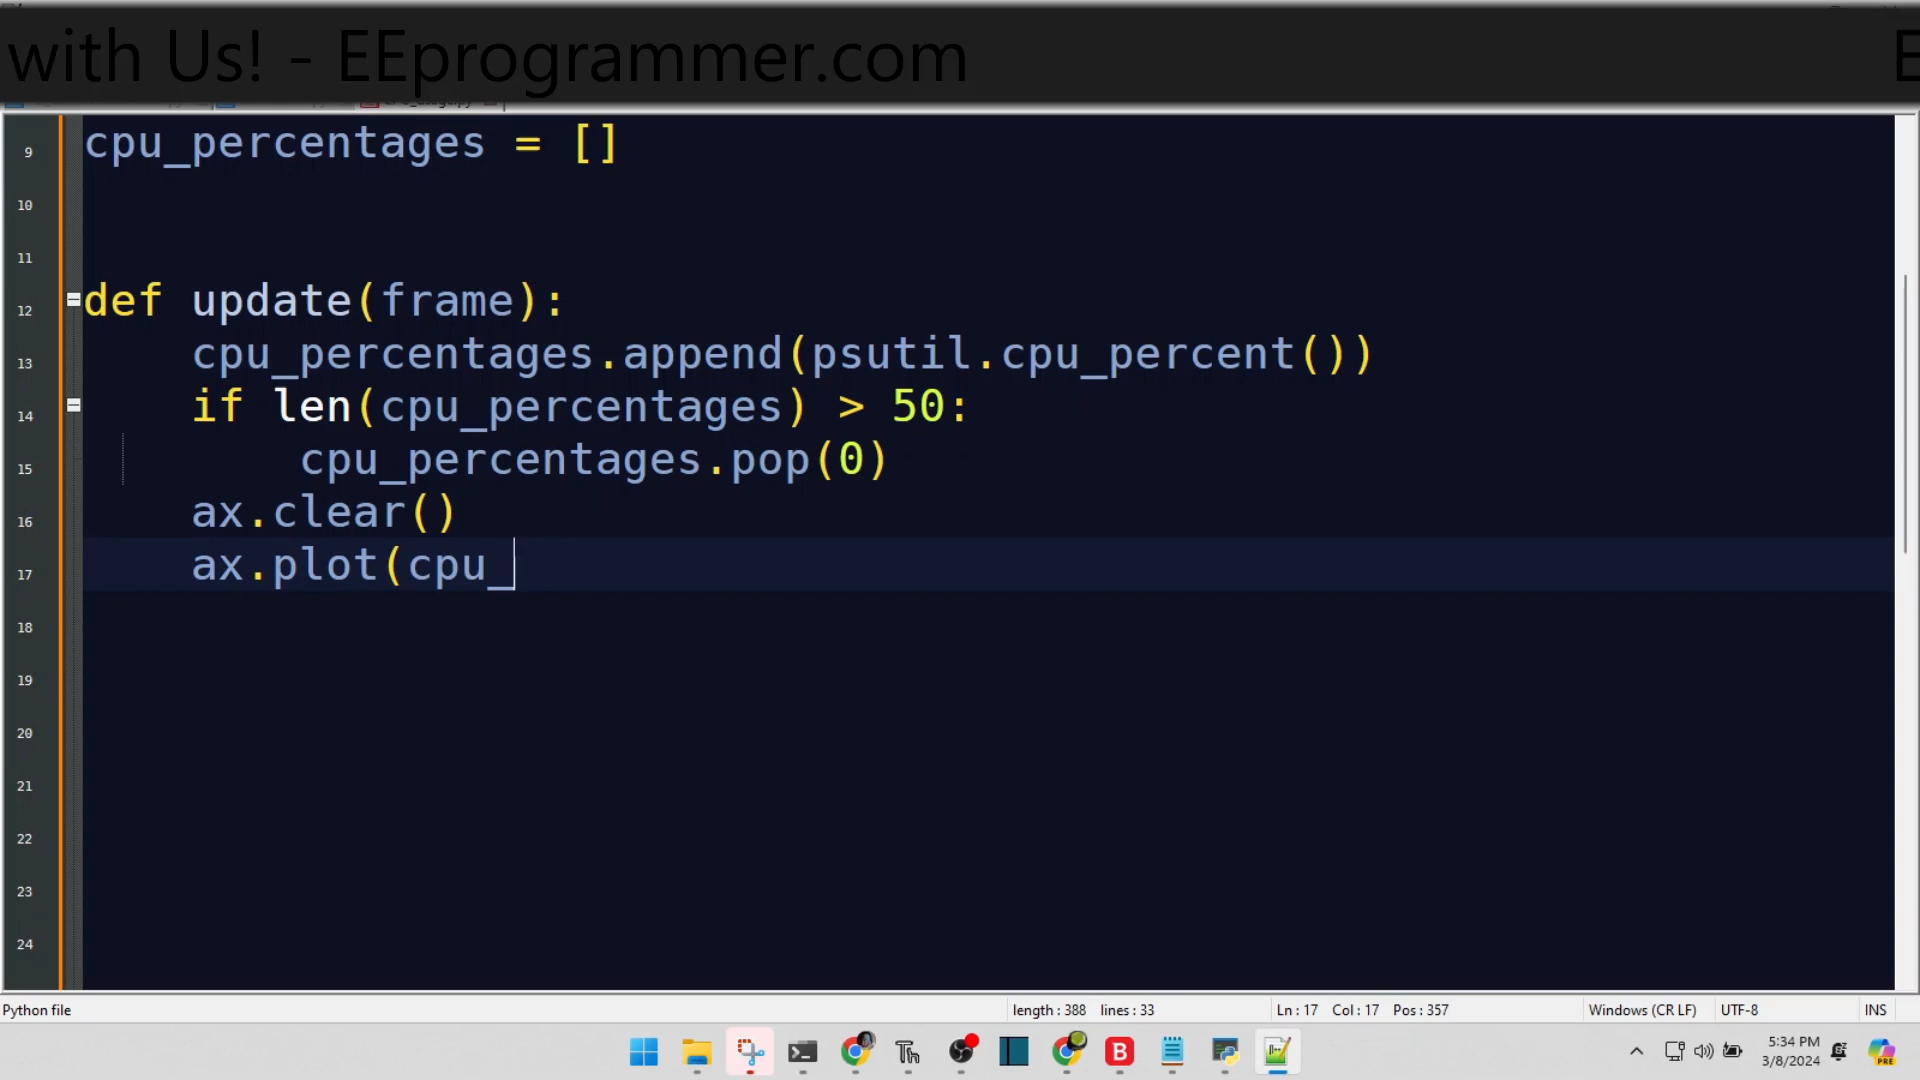 with Us! - EEprogrammer.com
9 cpu_percentages = []
10
11
12 def update(frame):
13 cpu_percentages.append(psutil.cpu_percent())
14 if len(cpu_percentages) > 50:
15 cpu_percentages.pop(0)
16 ax.clear()
17 ax.plot(cpu_
18
19
20
21
22
23
24
Python file length : 388 lines : 33 Ln : 17 Col : 17 Pos : 357 Windows (CR LF) UTF-8 INS
Th B 5:34 PM
3/8/2024 PRE